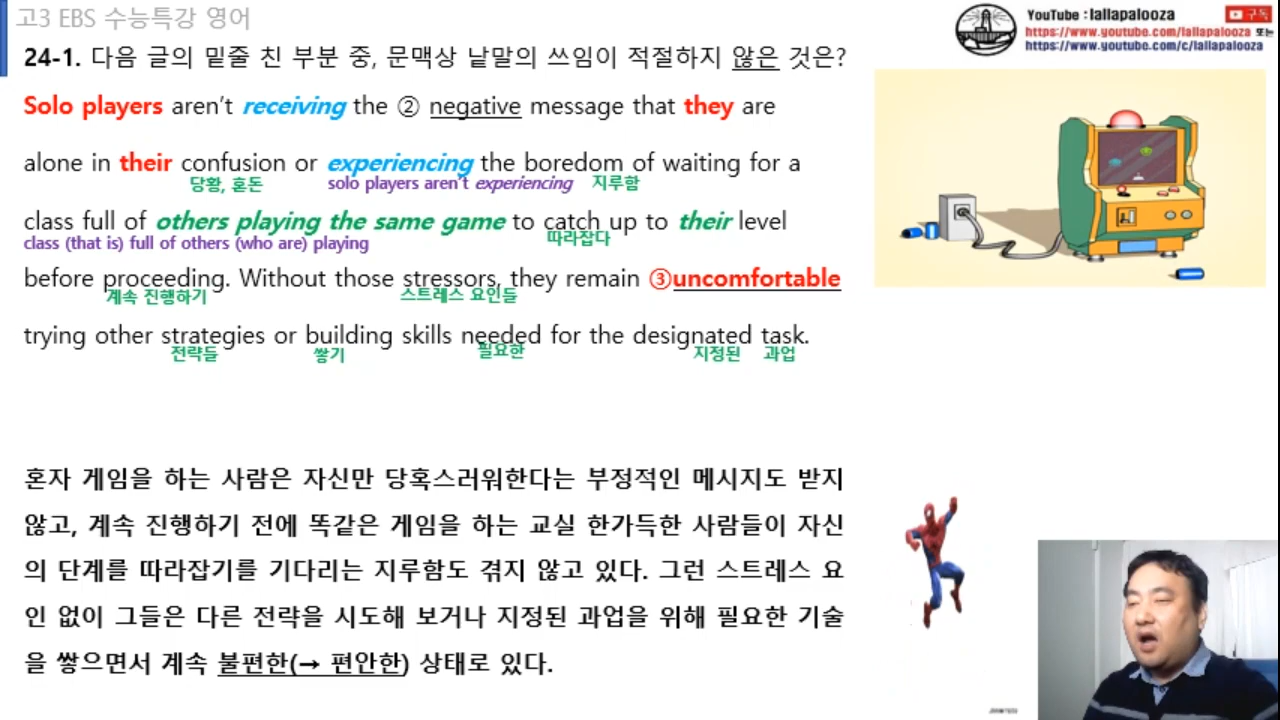 고3 EBS 수능특강 영어
YouTube : lallapalooza
구독
https://www.youtube.com/lallapalooza 또는
https://www.youtube.com/c/lallapalooza
24-1. 다음 글의 밑줄 친 부분 중, 문맥상 낱말의 쓰임이 적절하지 않은 것은?
Solo players aren't receiving the ② negative message that they are
alone in their confusion or experiencing the boredom of waiting for a
당황, 혼돈 solo players aren't experiencing 지루함
class full of others playing the same game to catch up to their level
class (that is) full of others (who are) playing 따라잡다
before proceeding. Without those stressors, they remain ③uncomfortable
계속 진행하기 스트레스 요인들
trying other strategies or building skills needed for the designated task.
전략들 쌓기 필요한 지정된 과업
혼자 게임을 하는 사람은 자신만 당혹스러워한다는 부정적인 메시지도 받지
않고, 계속 진행하기 전에 똑같은 게임을 하는 교실 한가득한 사람들이 자신
의 단계를 따라잡기를 기다리는 지루함도 겪지 않고 있다. 그런 스트레스 요
인 없이 그들은 다른 전략을 시도해 보거나 지정된 과업을 위해 필요한 기술
을 쌓으면서 계속 불편한(→ 편안한) 상태로 있다.